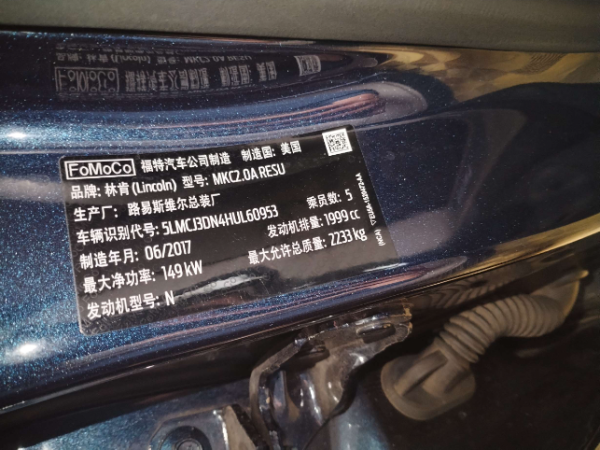 FoMoCo 福特汽车公司制造 制造国: 美国
品牌: 林肯(Lincoln) 型号: MKC2.0A RESU
生产厂: 路易斯维尔总装厂
车辆识别代号: 5LMCJ3DN4HUL60953 乘员数: 5
制造年月: 06/2017 发动机排量: 1999 cc
最大净功率: 149 kW 最大允许总质量: 2233 kg
发动机型号: N